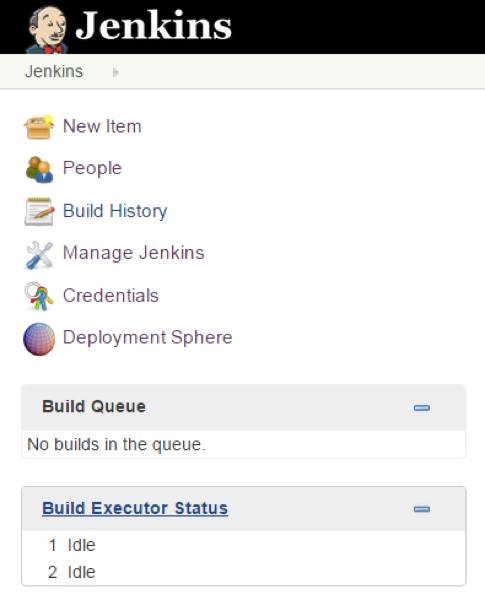 Jenkins
Jenkins
New Item
People
Build History
Manage Jenkins
Credentials
Deployment Sphere
Build Queue
No builds in the queue.
Build Executor Status
1 Idle
2 Idle